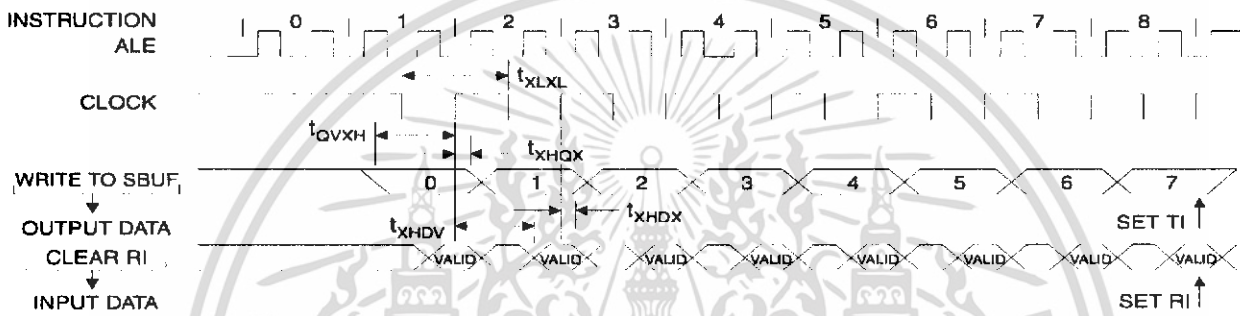 INSTRUCTION 0 1 2 3 4 5 6 7 8
ALE
tXLXL
CLOCK
tQVXH
tXHQX
WRITE TO SBUF 0 1 2 3 4 5 6 7
tXHDX
OUTPUT DATA SET TI
tXHDV
CLEAR RI VALID VALID VALID VALID VALID VALID VALID VALID
INPUT DATA SET RI